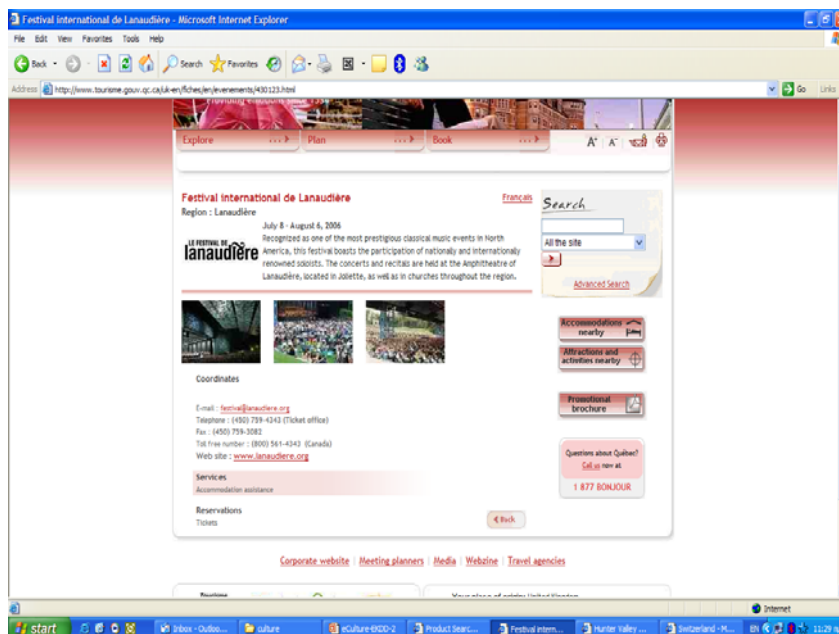 Festival international de Lanaudière - Microsoft Internet Explorer
File Edit View Favorites Tools Help
Back Search Favorites
Address http://www.tourisme.gouv.qc.ca/uk-en/fiches/en/evenements/430123.html Go Links
Providing emotions since 1534
Explore Plan Book A+ A-
Festival international de Lanaudière Français
Region : Lanaudière
July 8 - August 6, 2006
LE FESTIVAL DE
lanaudière
Recognized as one of the most prestigious classical music events in North
America, this festival boasts the participation of nationally and internationally
renowned soloists. The concerts and recitals are held at the Amphitheatre of
Lanaudière, located in Joliette, as well as in churches throughout the region.
Search
All the site
Advanced Search
Accommodations
nearby
Attractions and
activities nearby
Promotional
brochure
Coordinates
E-mail : festival@lanaudiere.org
Telephone : (450) 759-4343 (Ticket office)
Fax : (450) 759-3082
Toll free number : (800) 561-4343 (Canada)
Web site : www.lanaudiere.org
Questions about Québec?
Call us now at
1 877 BONJOUR
Services
Accommodation assistance
Reservations
Tickets
Back
Corporate website | Meeting planners | Media | Webzine | Travel agencies
Internet
start Inbox - Outloo... culture eCulture-EKDD-2 Product Searc... Festival intern... Hunter Valley ... Switzerland - M... EN 11:29